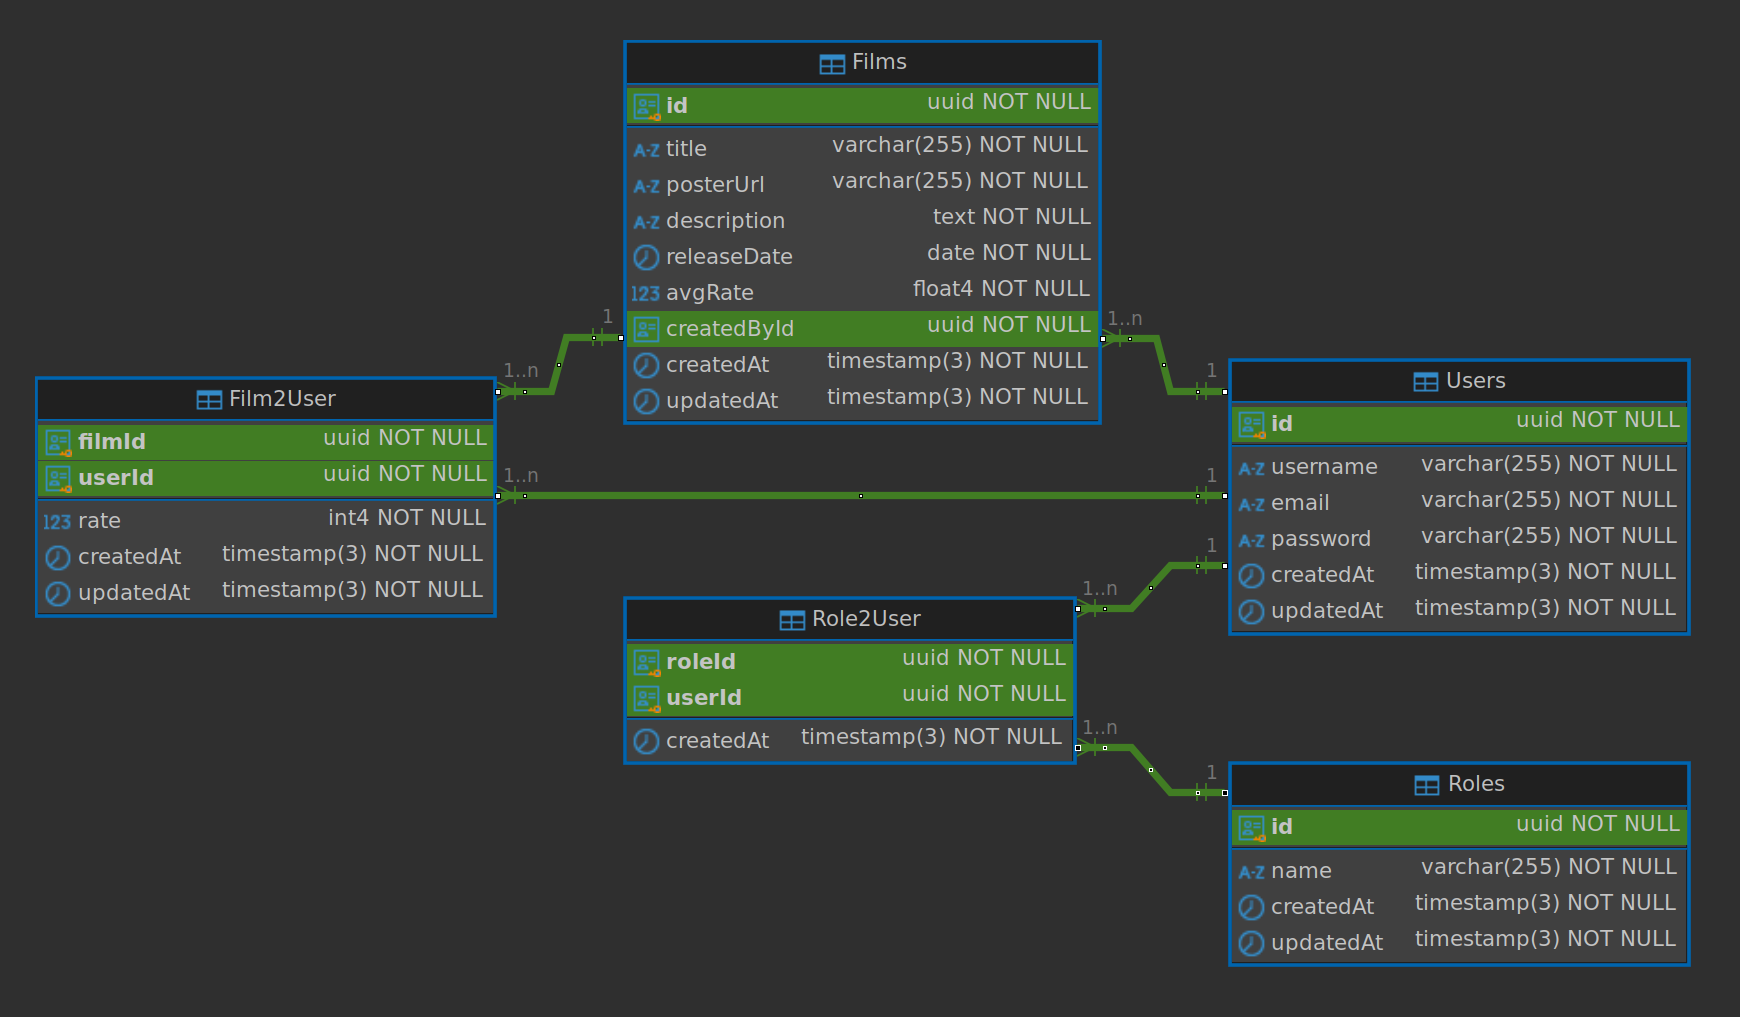 Films
id uuid NOT NULL
A-Z title varchar(255) NOT NULL
A-Z posterUrl varchar(255) NOT NULL
A-Z description text NOT NULL
releaseDate date NOT NULL
123 avgRate float4 NOT NULL
createdById uuid NOT NULL
createdAt timestamp(3) NOT NULL
updatedAt timestamp(3) NOT NULL
1
1..n
1..n
1
Film2User
filmId uuid NOT NULL
userId uuid NOT NULL
123 rate int4 NOT NULL
createdAt timestamp(3) NOT NULL
updatedAt timestamp(3) NOT NULL
1..n
1
Users
id uuid NOT NULL
A-Z username varchar(255) NOT NULL
A-Z email varchar(255) NOT NULL
A-Z password varchar(255) NOT NULL
createdAt timestamp(3) NOT NULL
updatedAt timestamp(3) NOT NULL
1
1..n
Role2User
roleId uuid NOT NULL
userId uuid NOT NULL
createdAt timestamp(3) NOT NULL
1..n
1
Roles
id uuid NOT NULL
A-Z name varchar(255) NOT NULL
createdAt timestamp(3) NOT NULL
updatedAt timestamp(3) NOT NULL